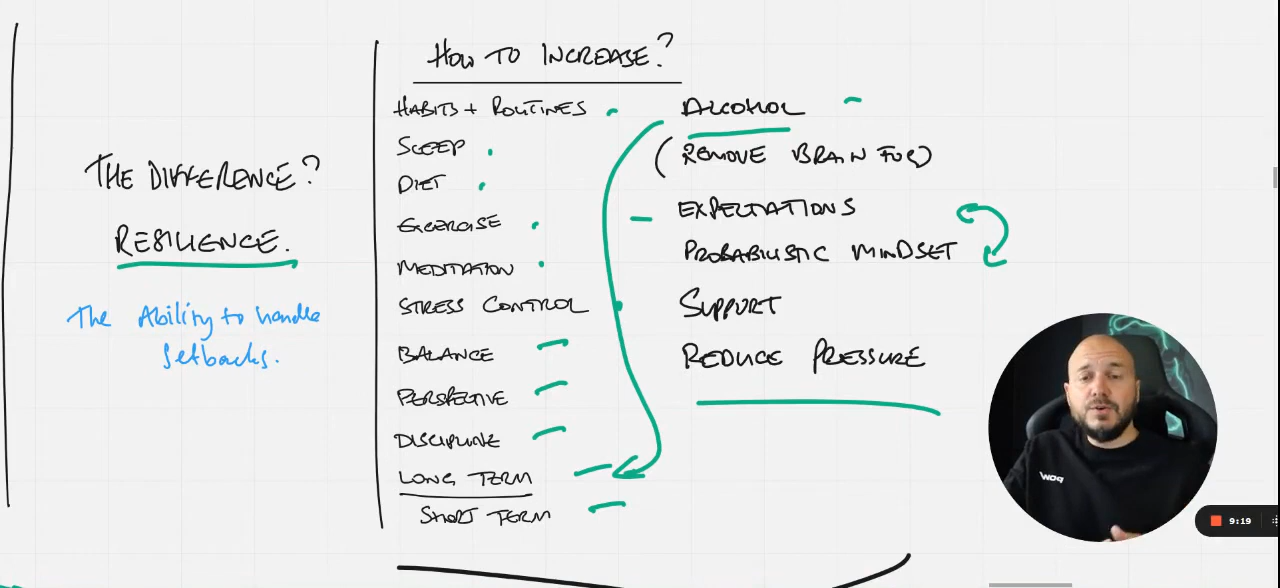 THE DIFFERENCE?
RESILIENCE.
The Ability to handle
setbacks.
HOW TO INCREASE?
HABITS + ROUTINES
SLEEP
DIET
EXERCISE
MEDITATION
STRESS CONTROL
BALANCE
PERSPECTIVE
DISCIPLINE
LONG TERM
SHORT TERM
ALCOHOL
(REMOVE BRAIN FOG)
EXPECTATIONS
PROBABILISTIC MINDSET
SUPPORT
REDUCE PRESSURE
9:19